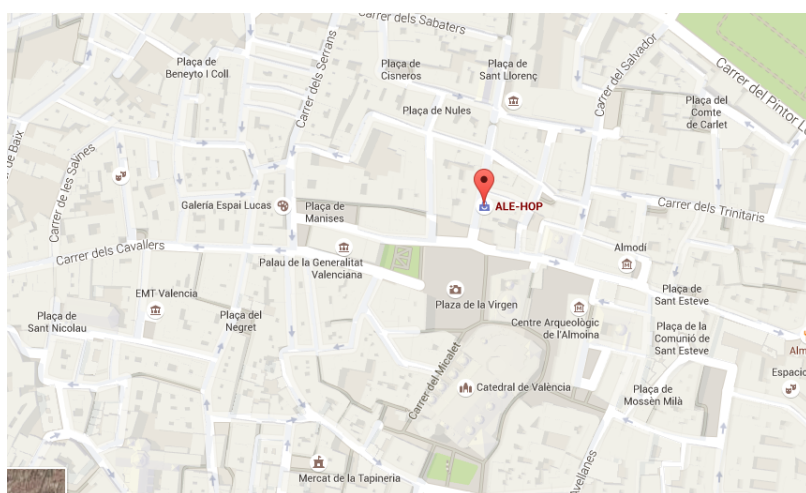 Carrer dels Sabaters
Plaça de
Beneyto I Coll
Carrer dels Serrans
Plaça de
Cisneros
Plaça de
Sant Llorenç
Carrer del Salvador
Carrer del Pintor L
Plaça de Nules
Plaça del
Comte
de Carlet
de Baix
Carrer de les SaLnes
Galería Espai Lucas
Plaça de
Manises
ALE-HOP
Carrer dels Trinitaris
Carrer dels Cavallers
Palau de la Generalitat
Valenciana
Almodí
EMT Valencia
Plaza de la Virgen
Plaça de
Sant Esteve
Plaça de
Sant Nicolau
Plaça del
Negret
Centre Arqueològic
de l'Almoina
Plaça de la
Comunió de
Sant Esteve
Alm
Carrer del Micalet
Catedral de València
Espacio
Plaça de
Mossèn Milà
Avellanes
Mercat de la Tapineria